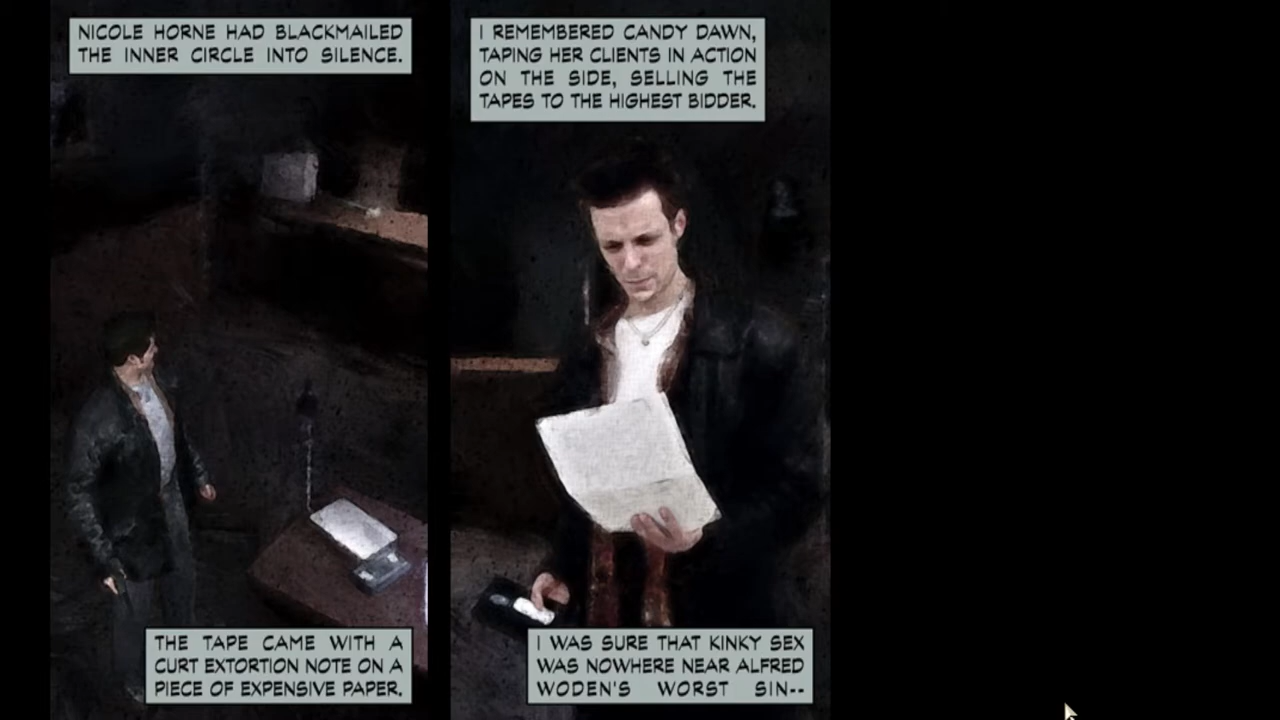 NICOLE HORNE HAD BLACKMAILED
THE INNER CIRCLE INTO SILENCE.
THE TAPE CAME WITH A
CURT EXTORTION NOTE ON A
PIECE OF EXPENSIVE PAPER.
I REMEMBERED CANDY DAWN,
TAPING HER CLIENTS IN ACTION
ON THE SIDE, SELLING THE
TAPES TO THE HIGHEST BIDDER.
I WAS SURE THAT KINKY SEX
WAS NOWHERE NEAR ALFRED
WODEN'S WORST SIN--